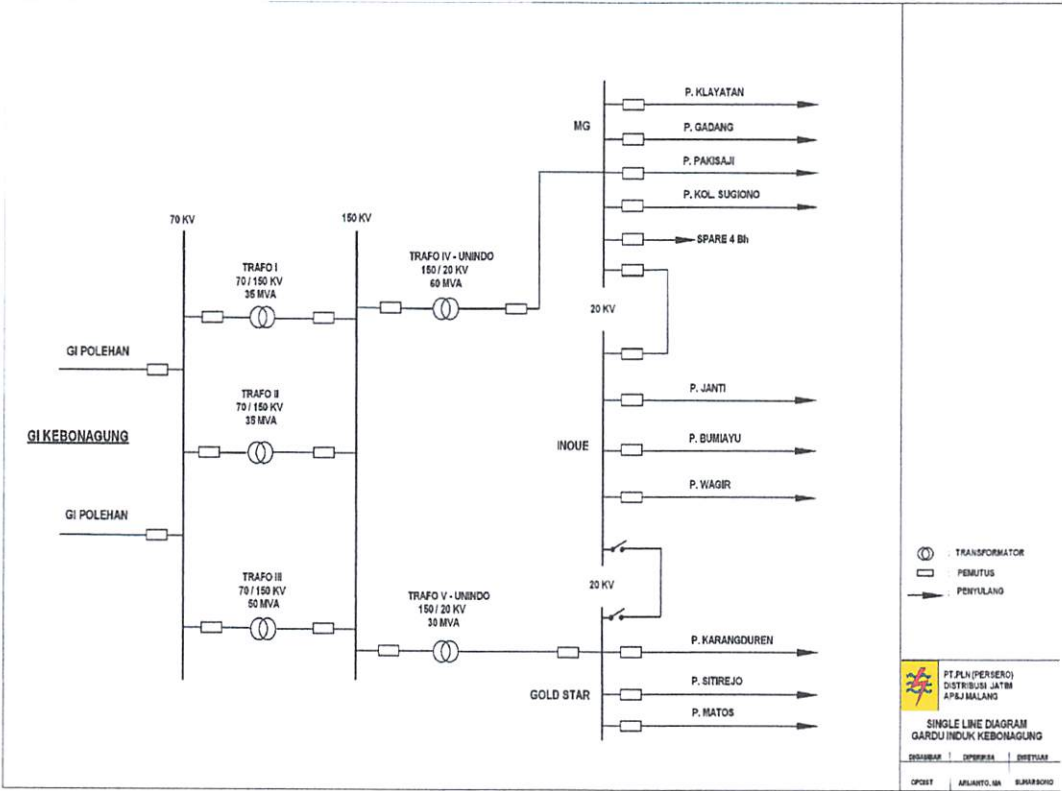 70 KV
150 KV
GI POLEHAN
GI KEBONAGUNG
GI POLEHAN
TRAFO I
70 / 150 KV
35 MVA
TRAFO II
70 / 150 KV
35 MVA
TRAFO III
70 / 150 KV
50 MVA
TRAFO IV - UNINDO
150 / 20 KV
60 MVA
TRAFO V - UNINDO
150 / 20 KV
30 MVA
MG
P. KLAYATAN
P. GADANG
P. PAKISAJI
P. KOL. SUGIONO
SPARE 4 Bh
20 KV
INOUE
P. JANTI
P. BUMIAYU
P. WAGIR
20 KV
GOLD STAR
P. KARANGDUREN
P. SITIREJO
P. MATOS
: TRANSFORMATOR
: PEMUTUS
: PENYULANG
PT.PLN (PERSERO)
DISTRIBUSI JATIM
AP&J MALANG
SINGLE LINE DIAGRAM
GARDU INDUK KEBONAGUNG
DIGAMBAR DIPERIKSA DISETUJUI